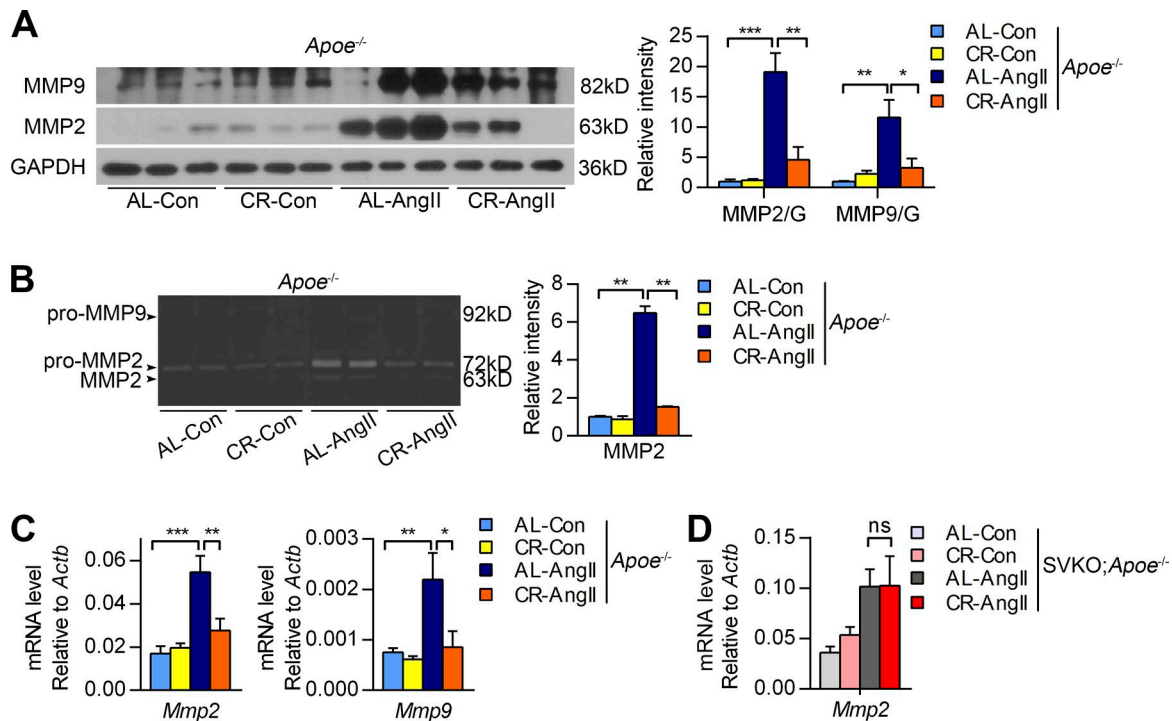 A
Apoe-/-
MMP9 82kD
MMP2 63kD
GAPDH 36kD
AL-Con CR-Con AL-AngII CR-AngII
Relative intensity
25
20
15
10
5
0
*** **
** *
MMP2/G MMP9/G
AL-Con
CR-Con
AL-AngII
CR-AngII
Apoe-/-
B
Apoe-/-
pro-MMP9 92kD
pro-MMP2 72kD
MMP2 63kD
AL-Con CR-Con AL-AngII CR-AngII
Relative intensity
8
6
4
2
0
** **
MMP2
AL-Con
CR-Con
AL-AngII
CR-AngII
Apoe-/-
C
mRNA level
Relative to Actb
0.06
0.04
0.02
0.00
*** **
Mmp2
mRNA level
Relative to Actb
0.003
0.002
0.001
0.000
** *
Mmp9
AL-Con
CR-Con
AL-AngII
CR-AngII
Apoe-/-
D
mRNA level
Relative to Actb
0.15
0.10
0.05
0.00
ns
Mmp2
AL-Con
CR-Con
AL-AngII
CR-AngII
SVKO;Apoe-/-